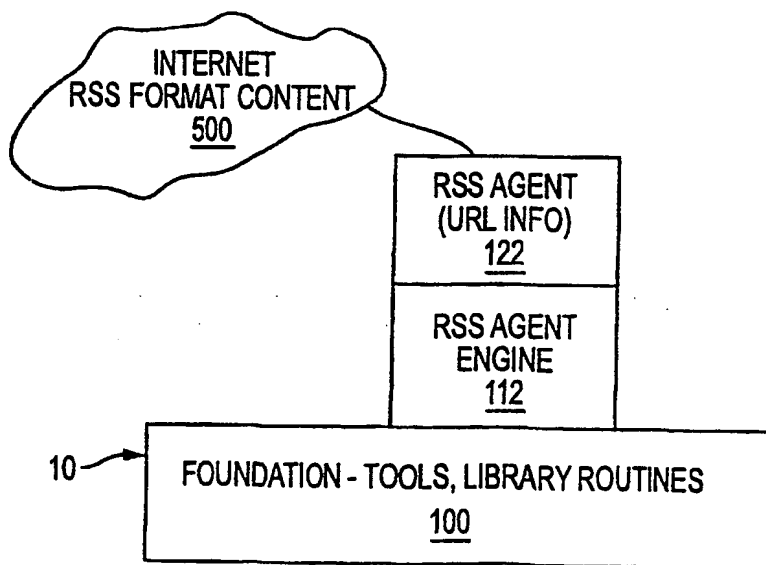 INTERNET
RSS FORMAT CONTENT
500
RSS AGENT
(URL INFO)
122
RSS AGENT
ENGINE
112
10
FOUNDATION - TOOLS, LIBRARY ROUTINES
100